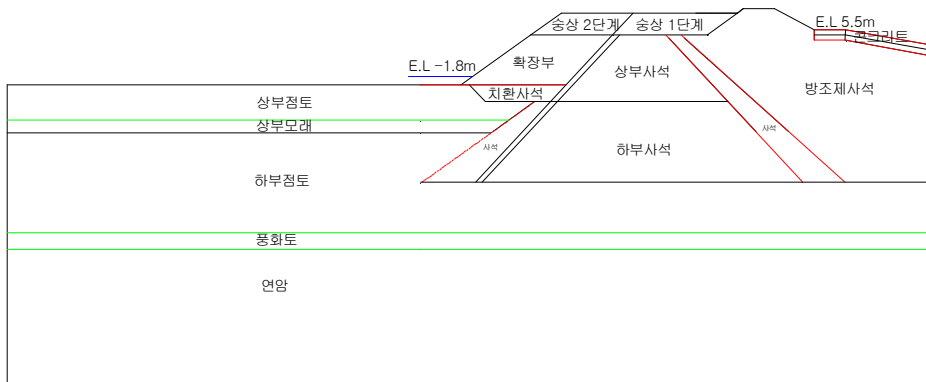 숭상 2단계
숭상 1단계
E.L 5.5m
콘크리트
E.L -1.8m
확장부
상부사석
방조제사석
치환사석
상부점토
상부모래
사석
사석
하부사석
하부점토
풍화토
연암